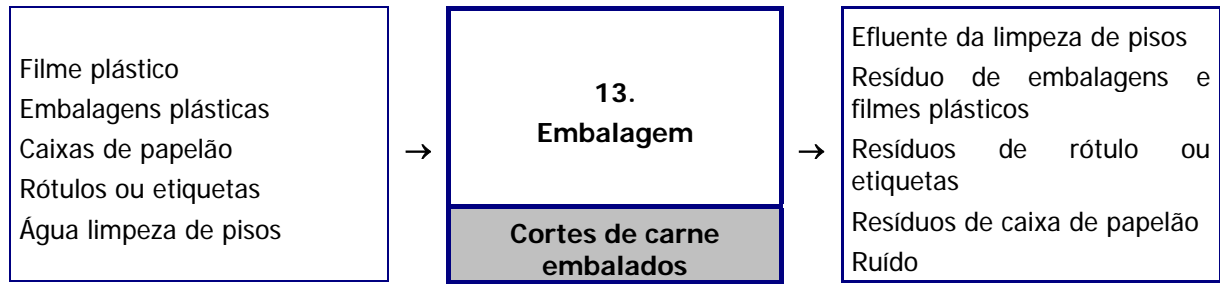 Filme plástico
Embalagens plásticas
Caixas de papelão
Rótulos ou etiquetas
Água limpeza de pisos
→
13.
Embalagem
Cortes de carne
embalados
→
Efluente da limpeza de pisos
Resíduo de embalagens e
filmes plásticos
Resíduos de rótulo ou
etiquetas
Resíduos de caixa de papelão
Ruído